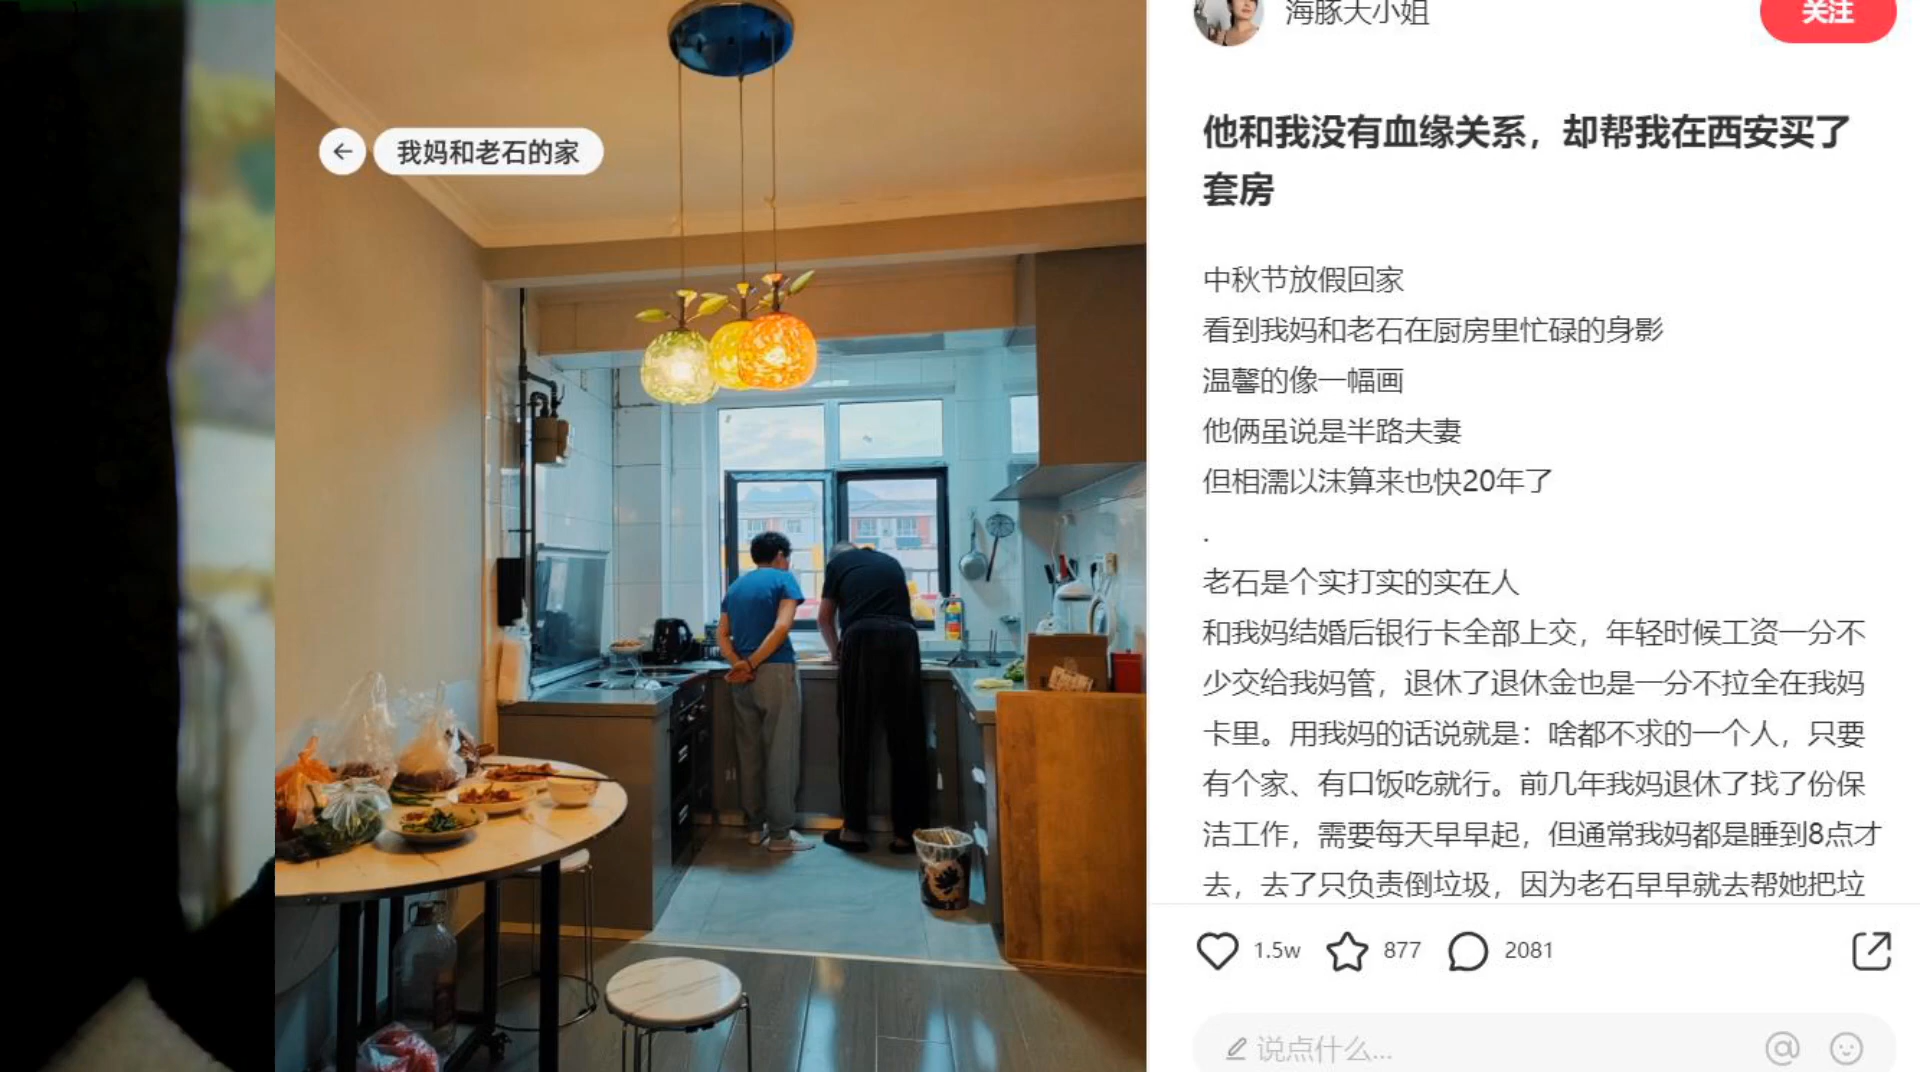 我妈和老石的家
海豚大小姐
关注
他和我没有血缘关系，却帮我在西安买了
套房
中秋节放假回家
看到我妈和老石在厨房里忙碌的身影
温馨的像一幅画
他俩虽说是半路夫妻
但相濡以沫算来也快20年了
.
老石是个实打实的实在人
和我妈结婚后银行卡全部上交，年轻时候工资一分不
少交给我妈管，退休了退休金也是一分不拉全在我妈
卡里。用我妈的话说就是：啥都不求的一个人，只要
有个家、有口饭吃就行。前几年我妈退休了找了份保
洁工作，需要每天早早起，但通常我妈都是睡到8点才
去，去了只负责倒垃圾，因为老石早早就去帮她把垃
1.5w
877
2081
说点什么...